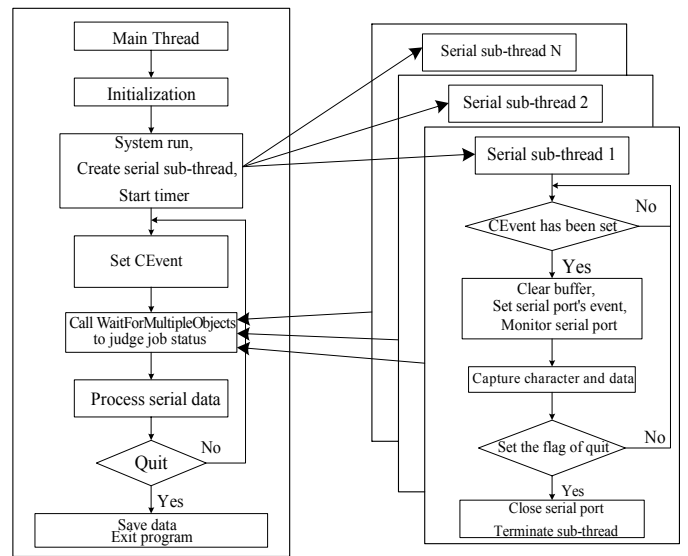 Main Thread
Initialization
System run,
Create serial sub-thread,
Start timer
Set CEvent
Call WaitForMultipleObjects
to judge job status
Process serial data
Quit
No
Yes
Save data
Exit program
Serial sub-thread N
Serial sub-thread 2
Serial sub-thread 1
CEvent has been set
No
Yes
Clear buffer,
Set serial port's event,
Monitor serial port
Capture character and data
Set the flag of quit
No
Yes
Close serial port
Terminate sub-thread